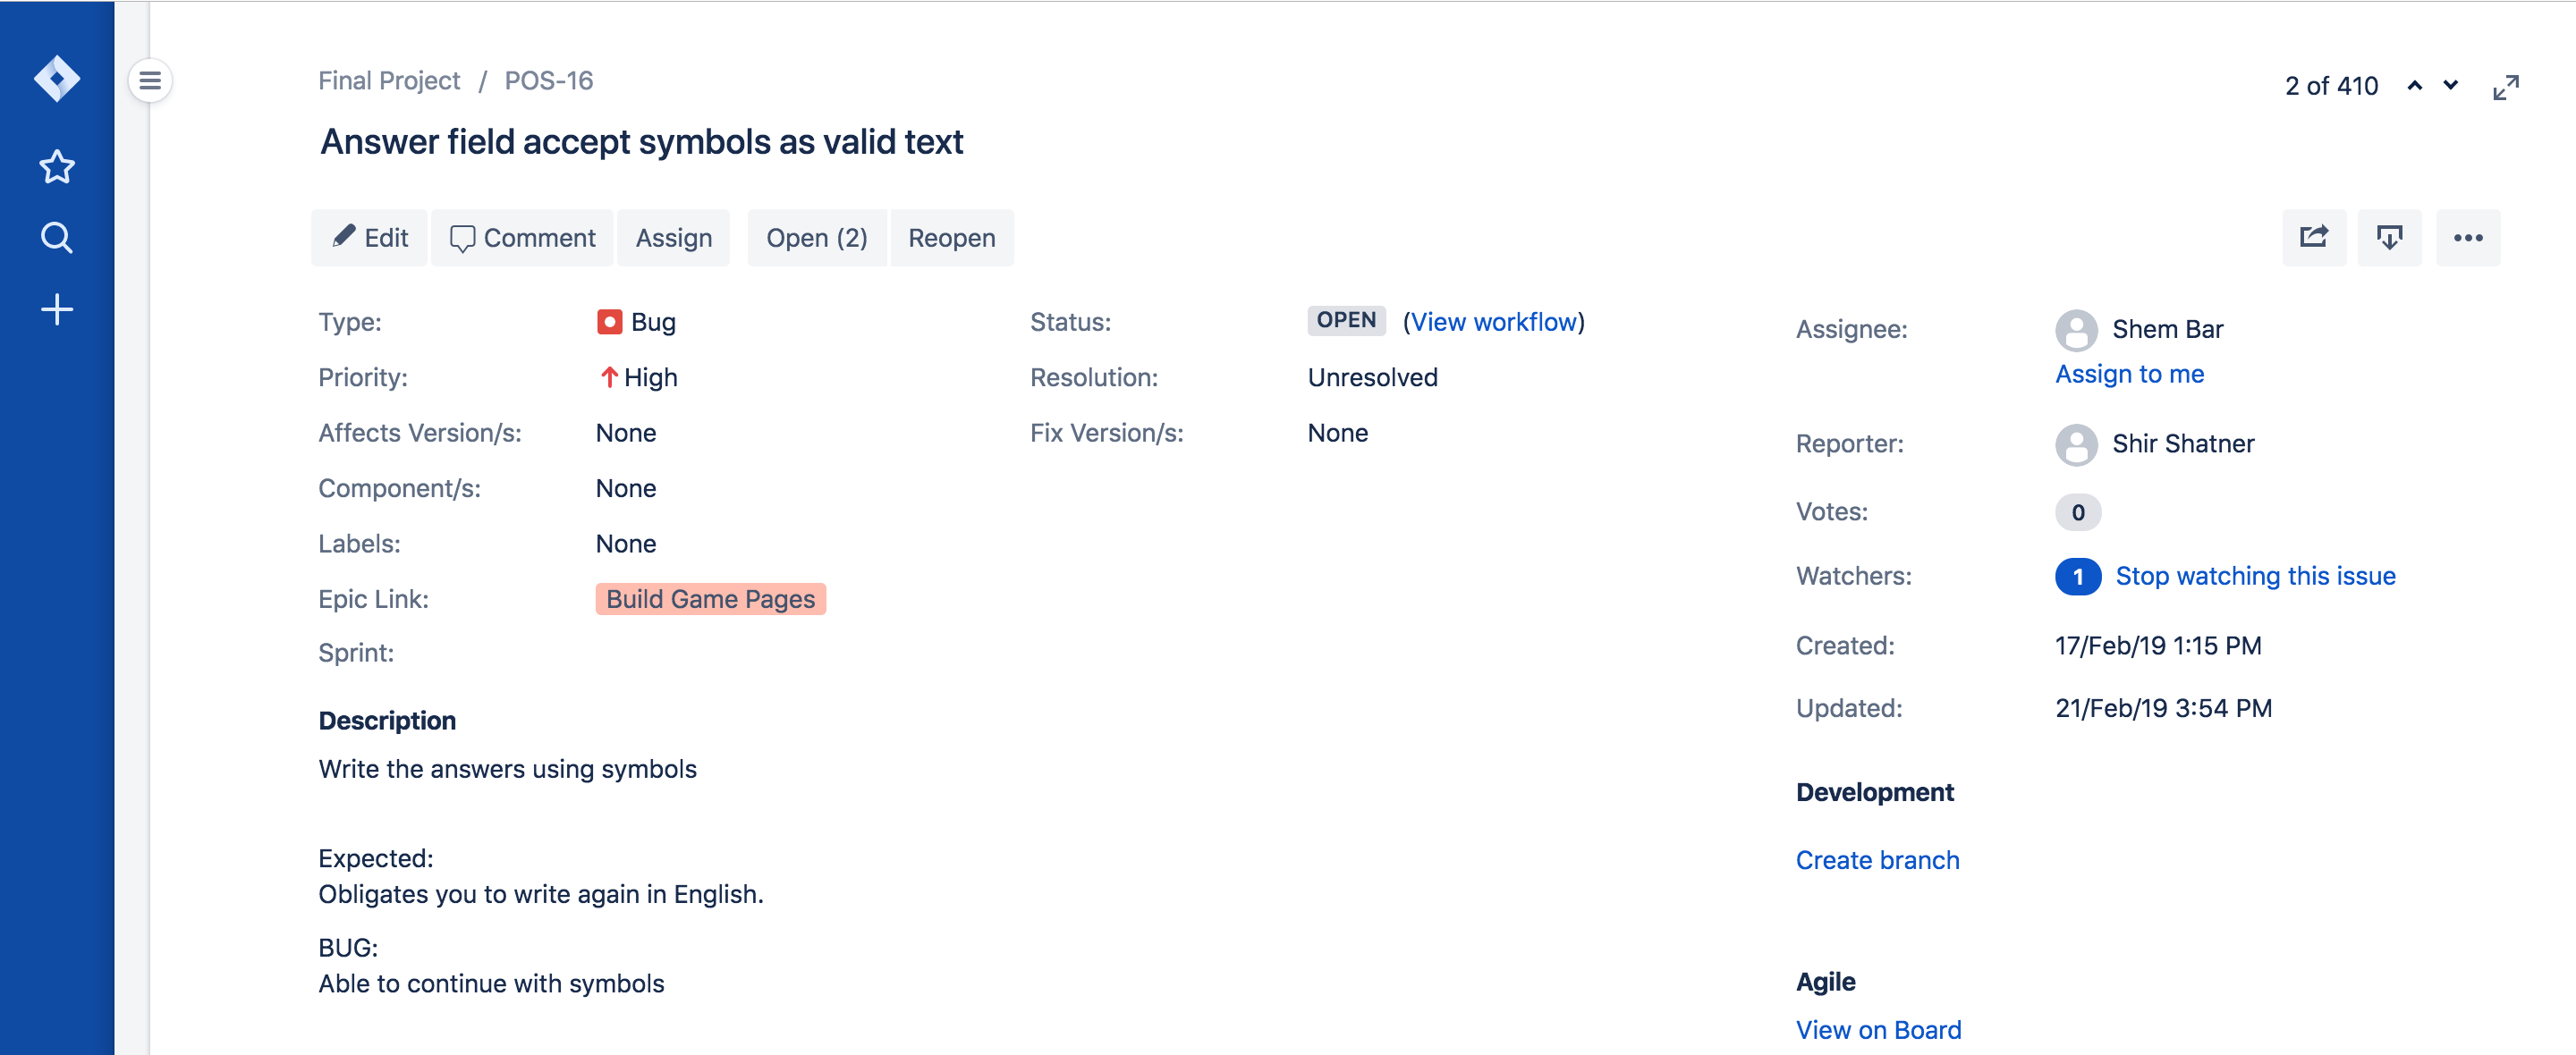 Final Project / POS-16
2 of 410
Answer field accept symbols as valid text
Edit Comment Assign Open (2) Reopen
Type: Bug
Priority: High
Affects Version/s: None
Component/s: None
Labels: None
Epic Link: Build Game Pages
Sprint:
Status: OPEN (View workflow)
Resolution: Unresolved
Fix Version/s: None
Description
Write the answers using symbols
Expected:
Obligates you to write again in English.
BUG:
Able to continue with symbols
Assignee: Shem Bar
Assign to me
Reporter: Shir Shatner
Votes: 0
Watchers: 1 Stop watching this issue
Created: 17/Feb/19 1:15 PM
Updated: 21/Feb/19 3:54 PM
Development
Create branch
Agile
View on Board